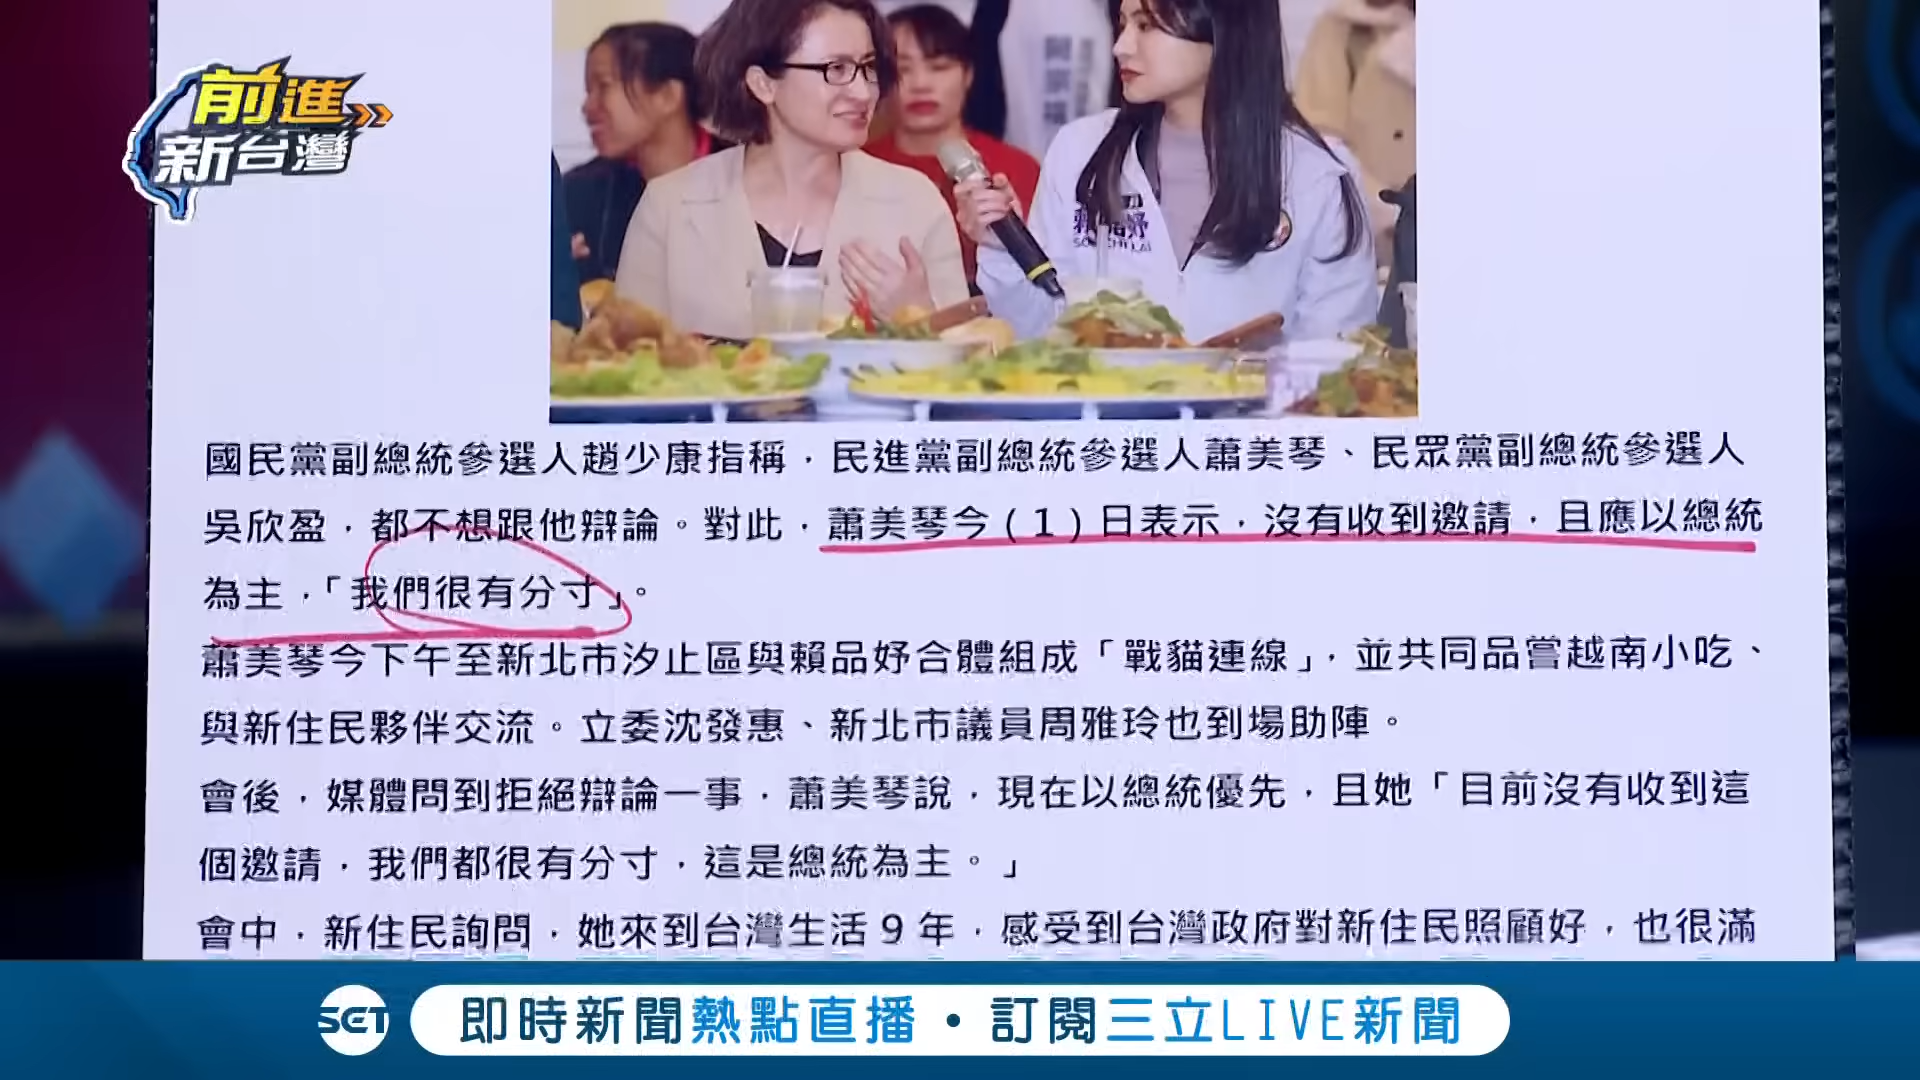 前進
新台灣
國民黨副總統參選人趙少康指稱，民進黨副總統參選人蕭美琴、民眾黨副總統參選人
吳欣盈，都不想跟他辯論。對此，蕭美琴今（1）日表示，沒有收到邀請，且應以總統
為主，「我們很有分寸」。
蕭美琴今下午至新北市汐止區與賴品妤合體組成「戰貓連線」，並共同品嘗越南小吃、
與新住民夥伴交流。立委沈發惠、新北市議員周雅玲也到場助陣。
會後，媒體問到拒絕辯論一事，蕭美琴說，現在以總統優先，且她「目前沒有收到這
個邀請，我們都很有分寸，這是總統為主。」
會中，新住民詢問，她來到台灣生活9年，感受到台灣政府對新住民照顧好，也很滿
SET 即時新聞熱點直播・訂閱三立LIVE新聞